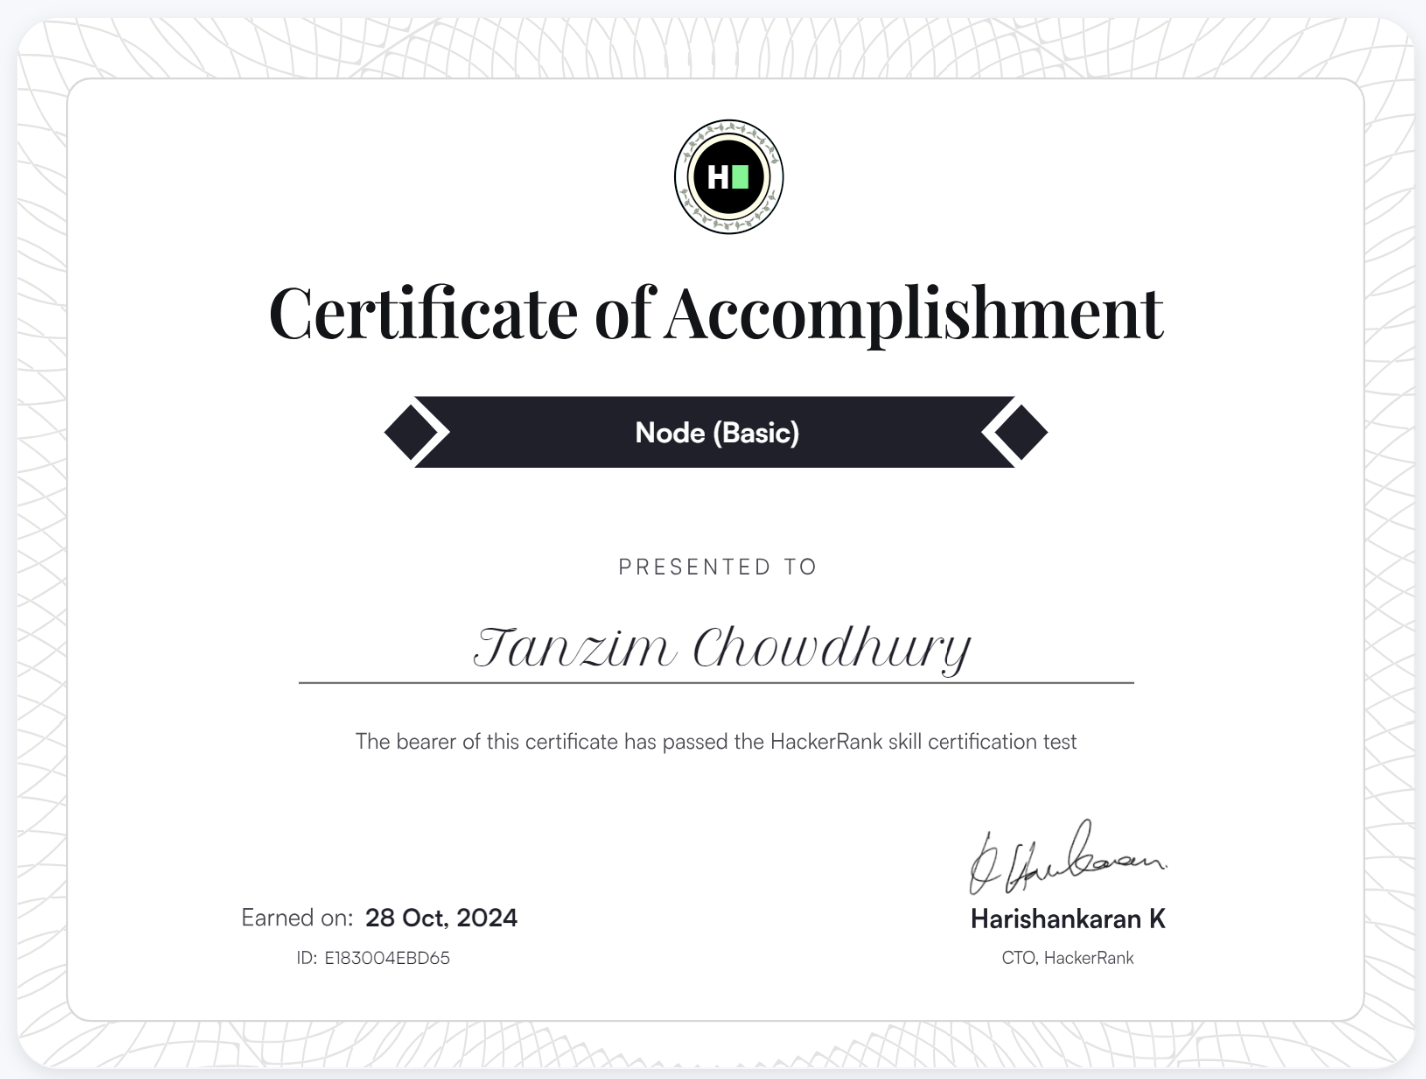 H
Certificate of Accomplishment
Node (Basic)
PRESENTED TO
Tanzim Chowdhury
The bearer of this certificate has passed the HackerRank skill certification test
Earned on: 28 Oct, 2024
ID: E183004EBD65
Harishankaran K
CTO, HackerRank